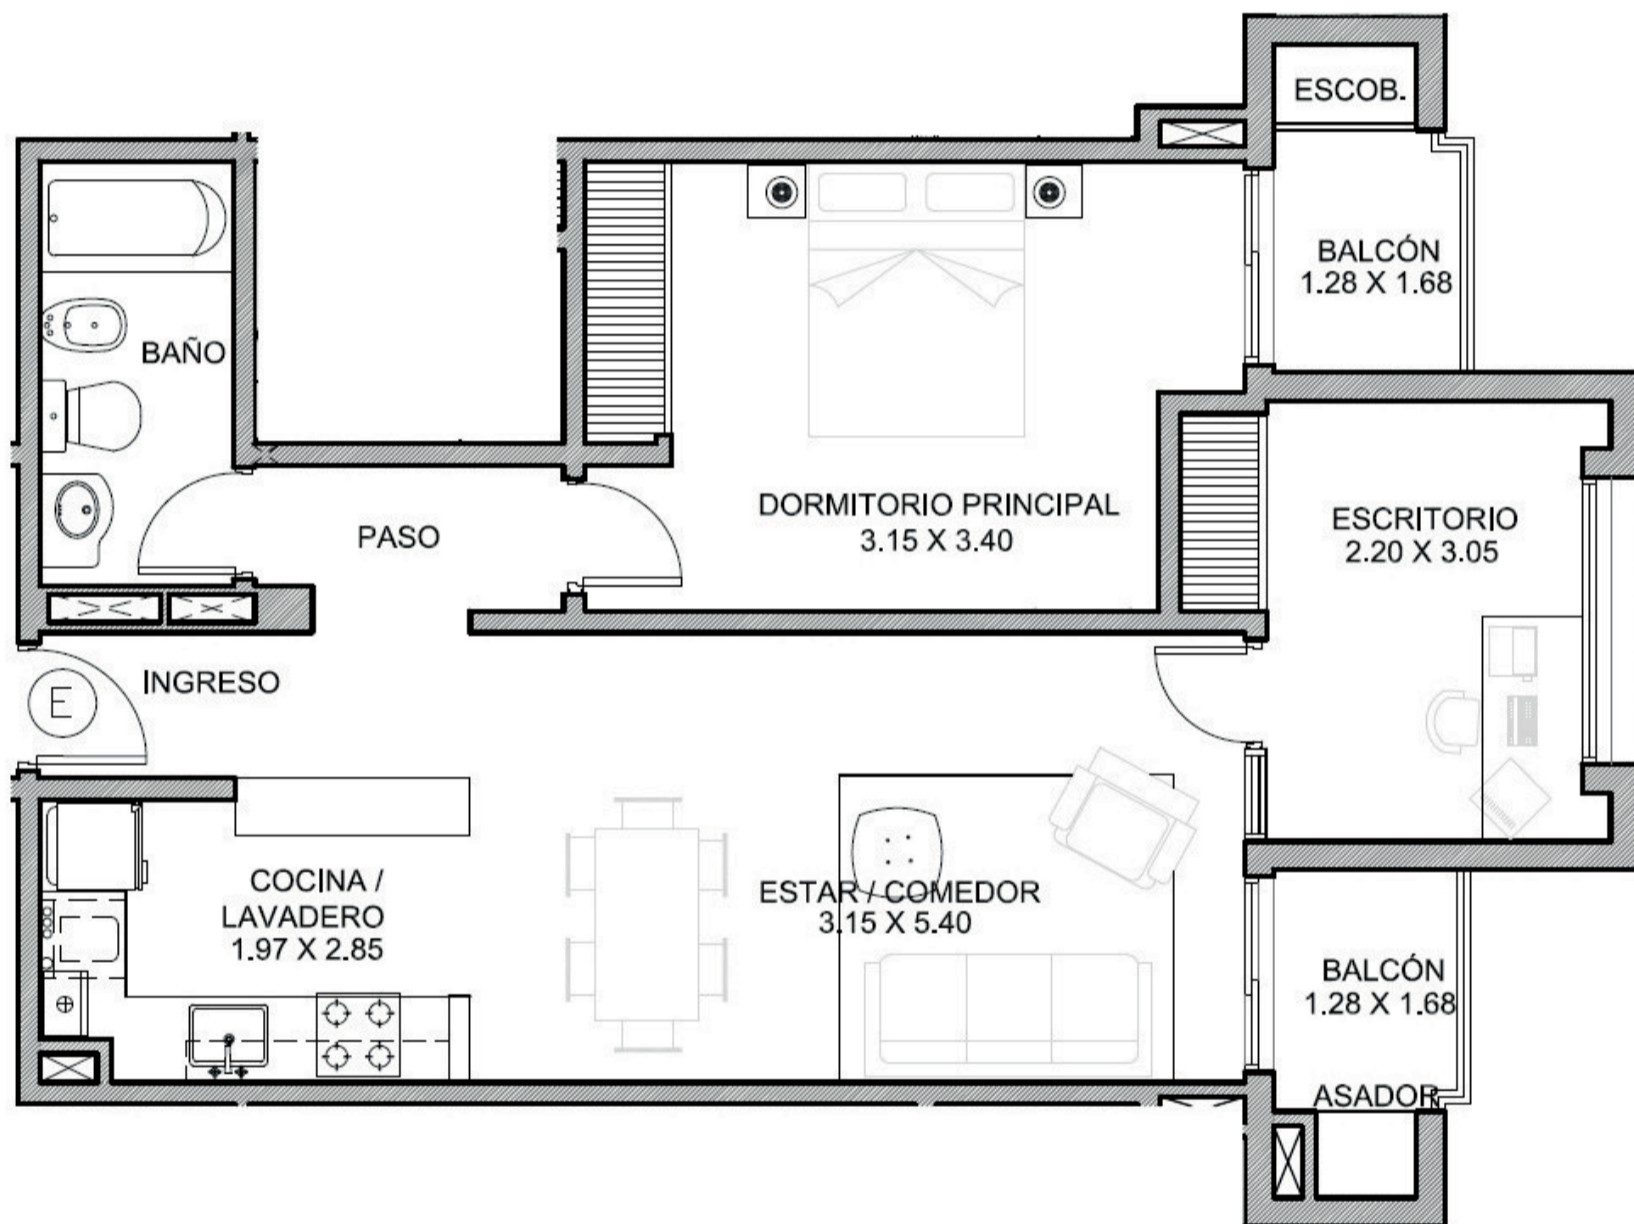 ESCOB.
BALCÓN
1.28 X 1.68
BAÑO
DORMITORIO PRINCIPAL
3.15 X 3.40
ESCRITORIO
2.20 X 3.05
PASO
INGRESO
E
COCINA /
LAVADERO
1.97 X 2.85
ESTAR / COMEDOR
3.15 X 5.40
BALCÓN
1.28 X 1.68
ASADOR